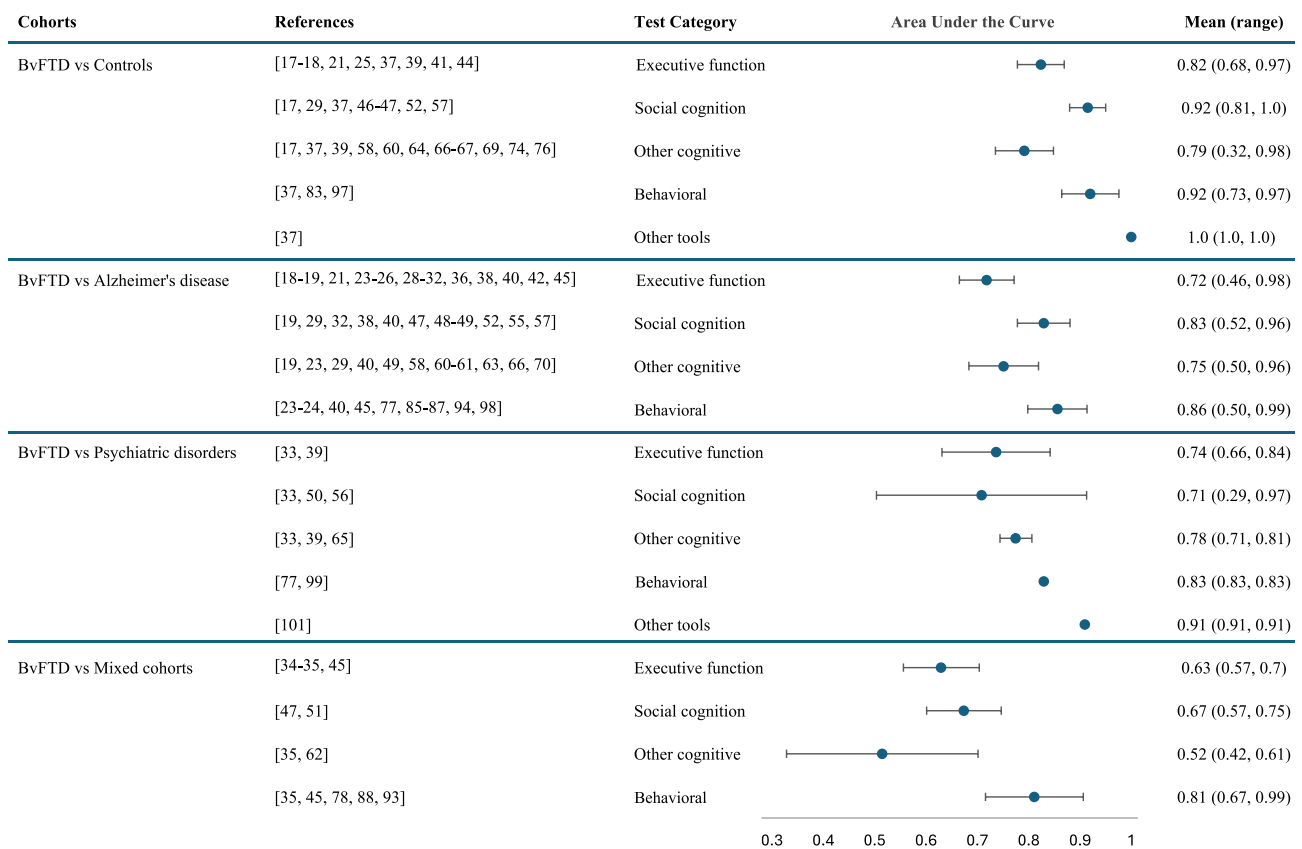 Cohorts References Test Category Area Under the Curve Mean (range)
BvFTD vs Controls [17-18, 21, 25, 37, 39, 41, 44] Executive function 0.82 (0.68, 0.97)
[17, 29, 37, 46-47, 52, 57] Social cognition 0.92 (0.81, 1.0)
[17, 37, 39, 58, 60, 64, 66-67, 69, 74, 76] Other cognitive 0.79 (0.32, 0.98)
[37, 83, 97] Behavioral 0.92 (0.73, 0.97)
[37] Other tools 1.0 (1.0, 1.0)
BvFTD vs Alzheimer's disease [18-19, 21, 23-26, 28-32, 36, 38, 40, 42, 45] Executive function 0.72 (0.46, 0.98)
[19, 29, 32, 38, 40, 47, 48-49, 52, 55, 57] Social cognition 0.83 (0.52, 0.96)
[19, 23, 29, 40, 49, 58, 60-61, 63, 66, 70] Other cognitive 0.75 (0.50, 0.96)
[23-24, 40, 45, 77, 85-87, 94, 98] Behavioral 0.86 (0.50, 0.99)
BvFTD vs Psychiatric disorders [33, 39] Executive function 0.74 (0.66, 0.84)
[33, 50, 56] Social cognition 0.71 (0.29, 0.97)
[33, 39, 65] Other cognitive 0.78 (0.71, 0.81)
[77, 99] Behavioral 0.83 (0.83, 0.83)
[101] Other tools 0.91 (0.91, 0.91)
BvFTD vs Mixed cohorts [34-35, 45] Executive function 0.63 (0.57, 0.7)
[47, 51] Social cognition 0.67 (0.57, 0.75)
[35, 62] Other cognitive 0.52 (0.42, 0.61)
[35, 45, 78, 88, 93] Behavioral 0.81 (0.67, 0.99)
0.3 0.4 0.5 0.6 0.7 0.8 0.9 1